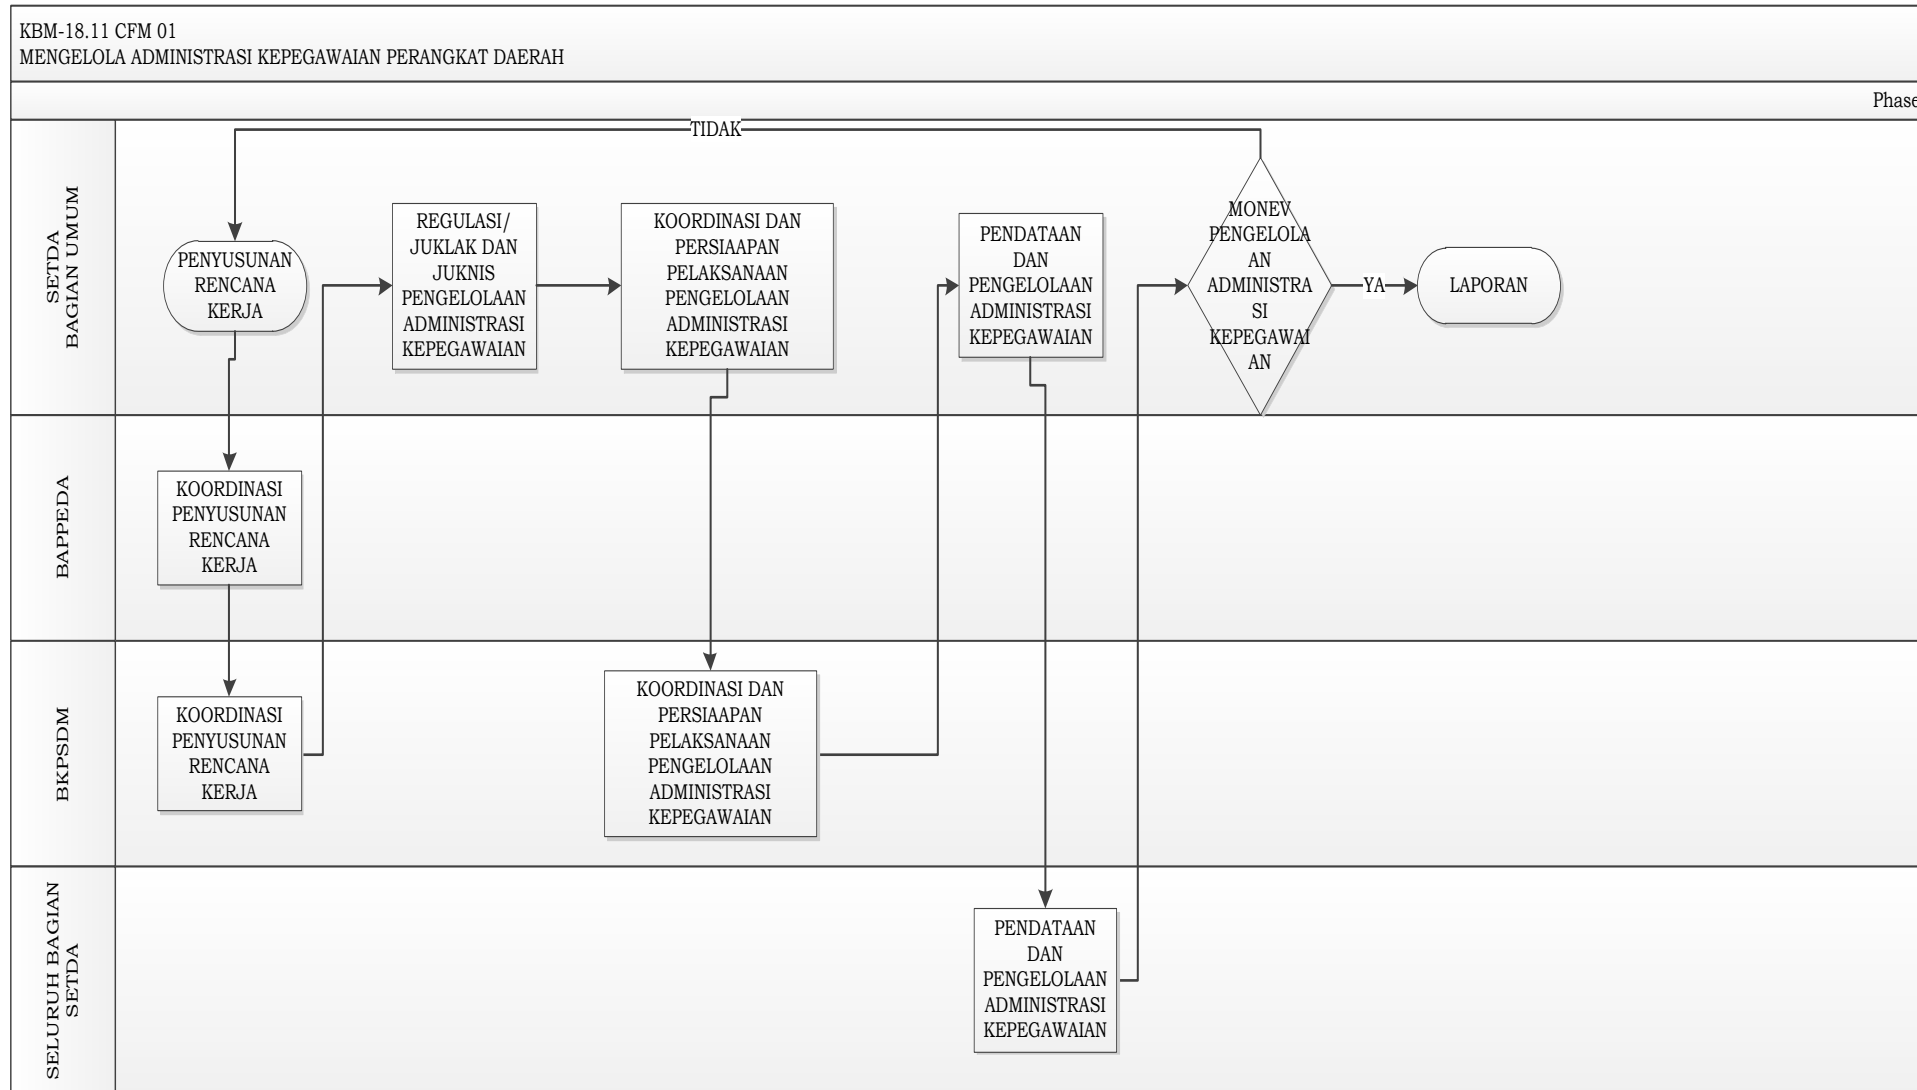 KBM-18.11 CFM 01
MENGELOLA ADMINISTRASI KEPEGAWAIAN PERANGKAT DAERAH
Phase
SETDA
BAGIAN UMUM
TIDAK
PENYUSUNAN
RENCANA
KERJA
REGULASI/
JUKLAK DAN
JUKNIS
PENGELOLAAN
ADMINISTRASI
KEPEGAWAIAN
KOORDINASI DAN
PERSIAAPAN
PELAKSANAAN
PENGELOLAAN
ADMINISTRASI
KEPEGAWAIAN
PENDATAAN
DAN
PENGELOLAAN
ADMINISTRASI
KEPEGAWAIAN
MONEV
PENGELOLA
AN
ADMINISTRA
SI
KEPEGAWAI
AN
YA
LAPORAN
BAPPEDA
KOORDINASI
PENYUSUNAN
RENCANA
KERJA
BKPSDM
KOORDINASI
PENYUSUNAN
RENCANA
KERJA
KOORDINASI DAN
PERSIAAPAN
PELAKSANAAN
PENGELOLAAN
ADMINISTRASI
KEPEGAWAIAN
SELURUH BAGIAN
SETDA
PENDATAAN
DAN
PENGELOLAAN
ADMINISTRASI
KEPEGAWAIAN